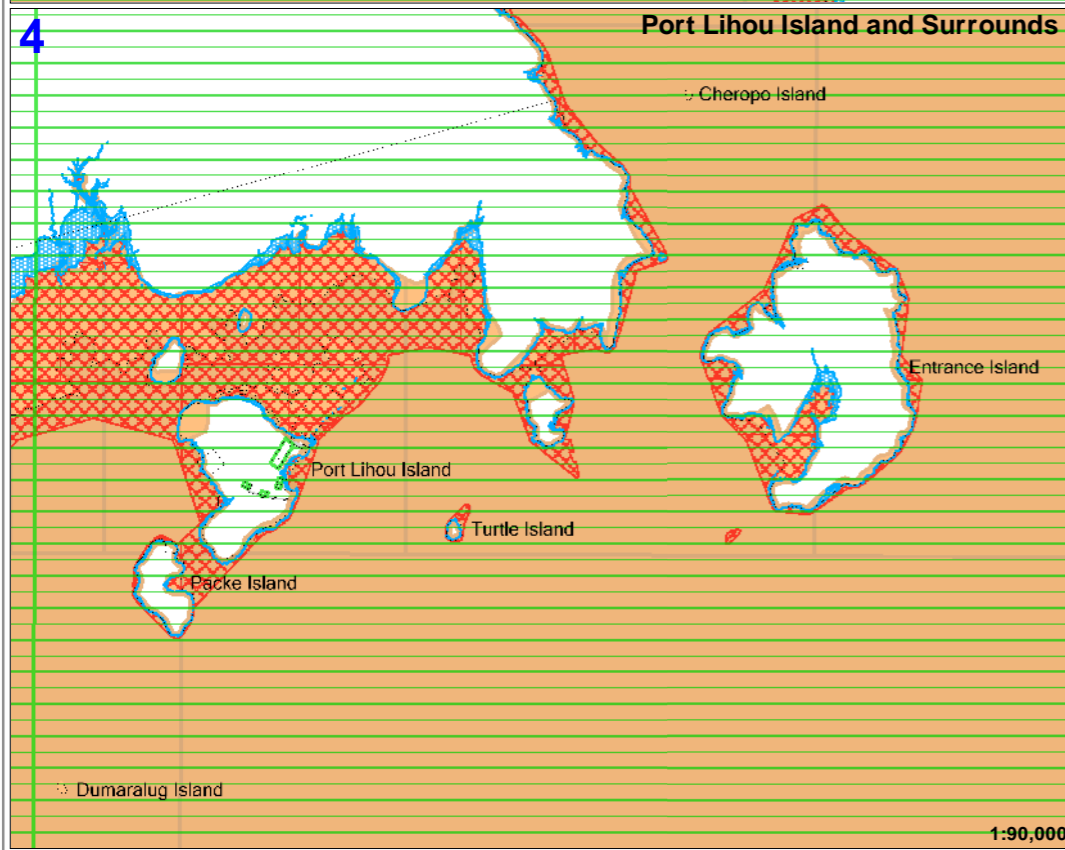 4
Port Lihou Island and Surrounds
Cheropo Island
Entrance Island
Port Lihou Island
Turtle Island
Packe Island
Dumaralug Island
1:90,000